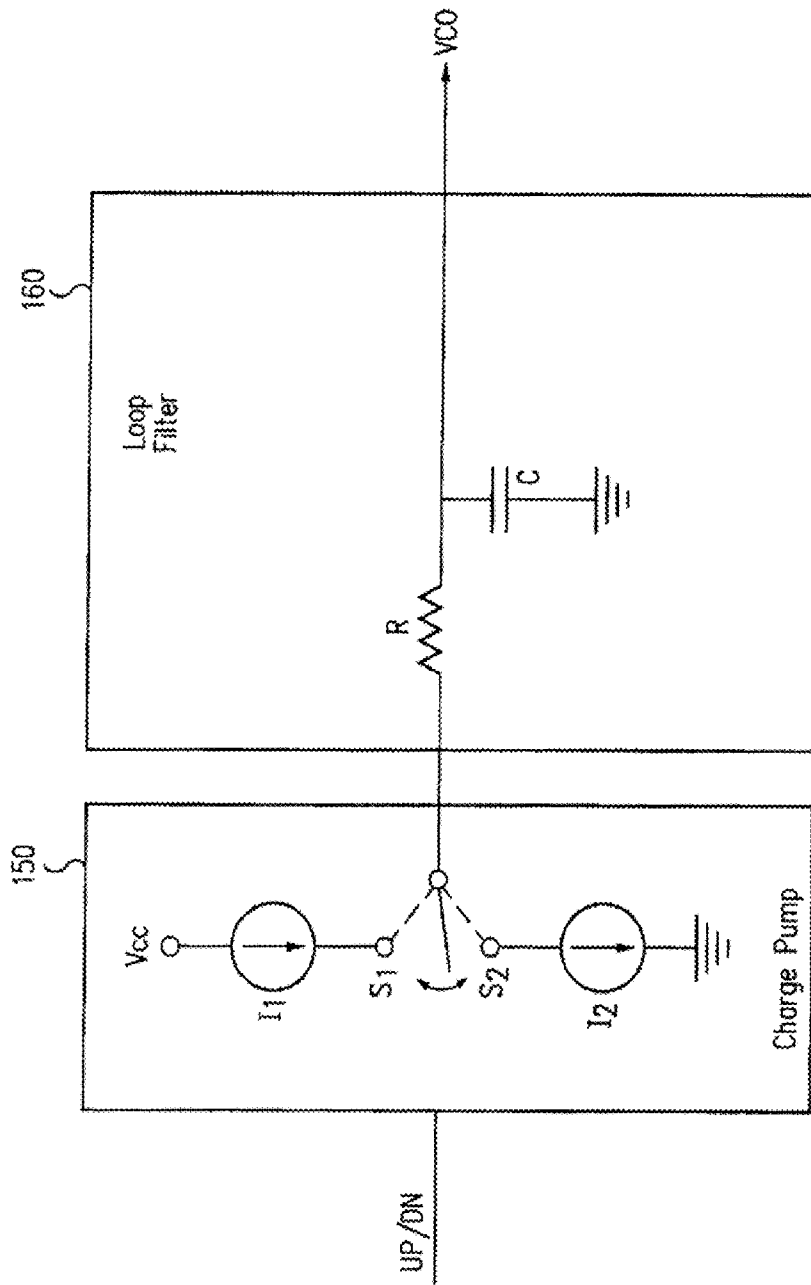 UP/DN
150
Vcc
I1
S1
S2
I2
Charge Pump
160
Loop
Filter
R
C
VCO